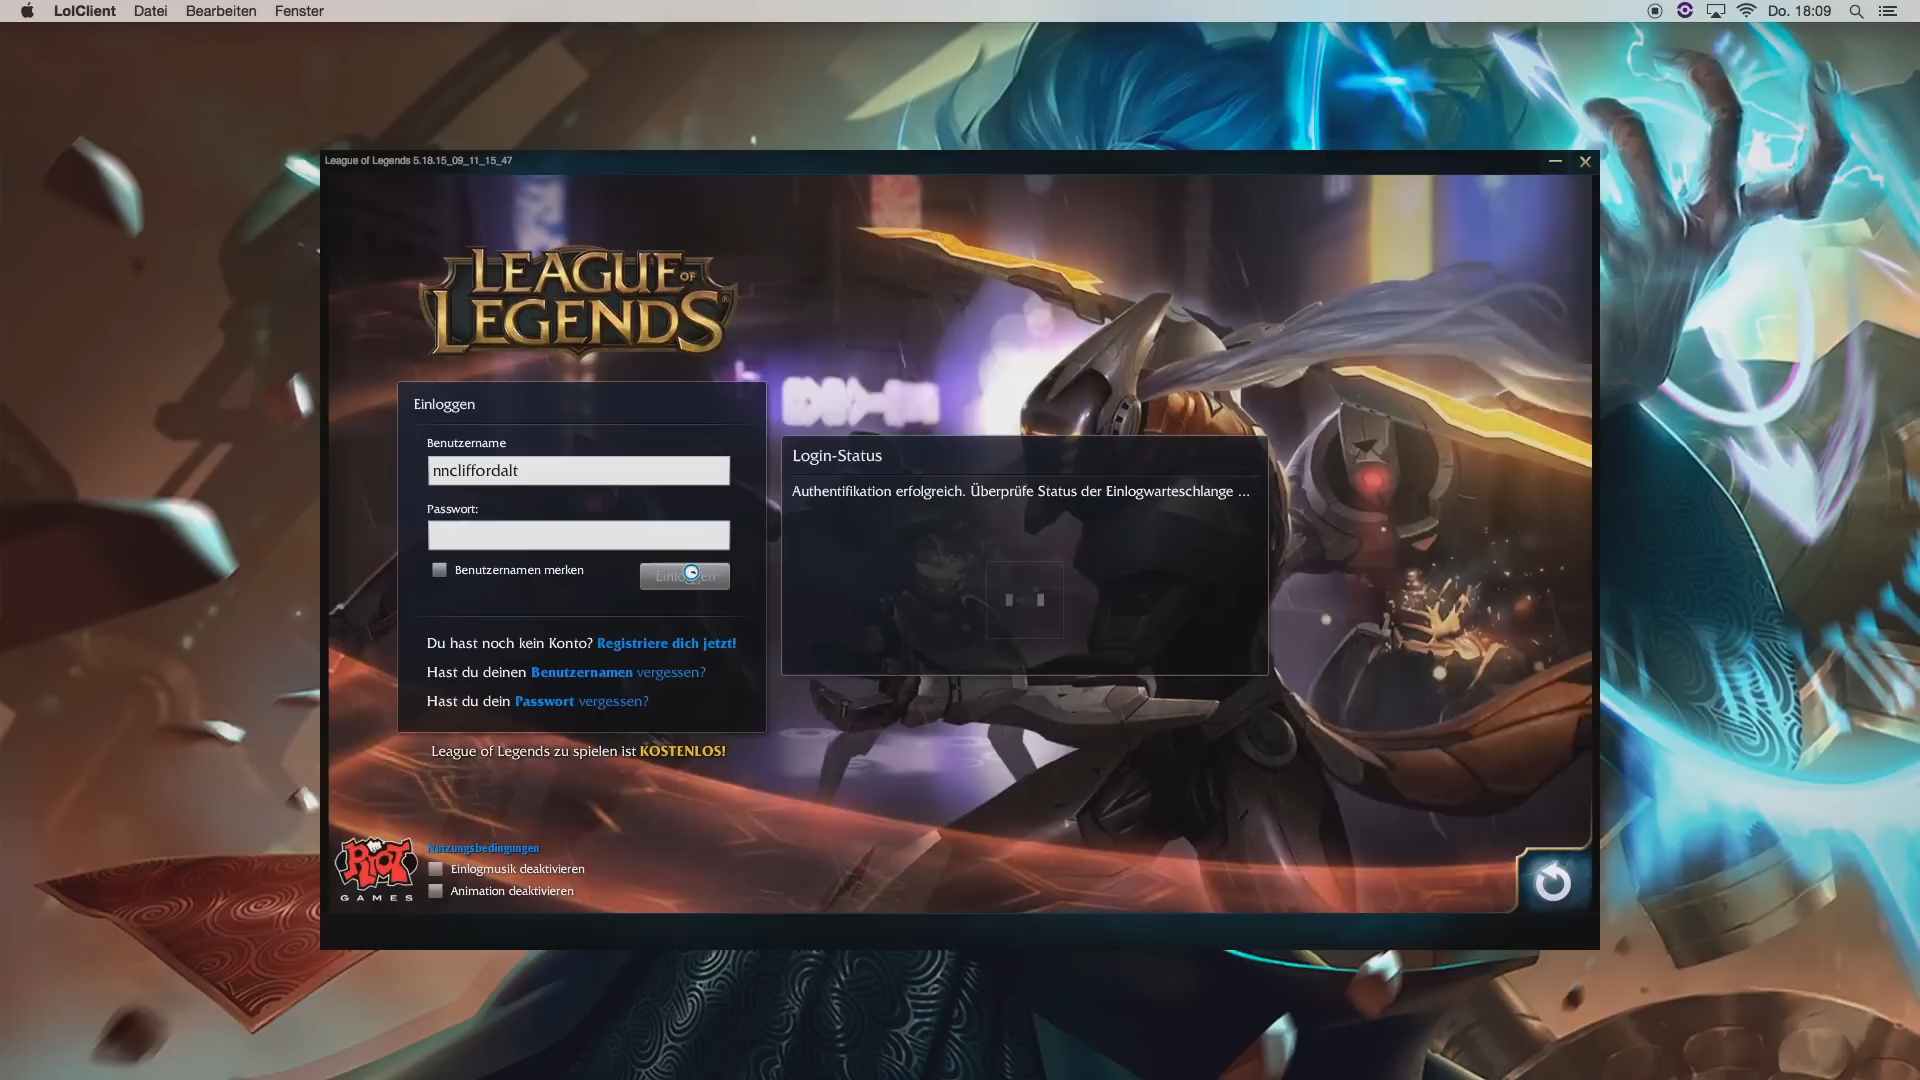 LolClient Datei Bearbeiten Fenster
Do. 18:09
League of Legends 5.18.15_09_11_15_47
LEAGUE OF
LEGENDS
Einloggen
Benutzername
nncliffordalt
Passwort:
Benutzernamen merken
Einloggen
Du hast noch kein Konto? Registriere dich jetzt!
Hast du deinen Benutzernamen vergessen?
Hast du dein Passwort vergessen?
League of Legends zu spielen ist KOSTENLOS!
Login-Status
Authentifikation erfolgreich. Überprüfe Status der Einlogwarteschlange ...
RIOT
GAMES
Nutzungsbedingungen
Einlogmusik deaktivieren
Animation deaktivieren